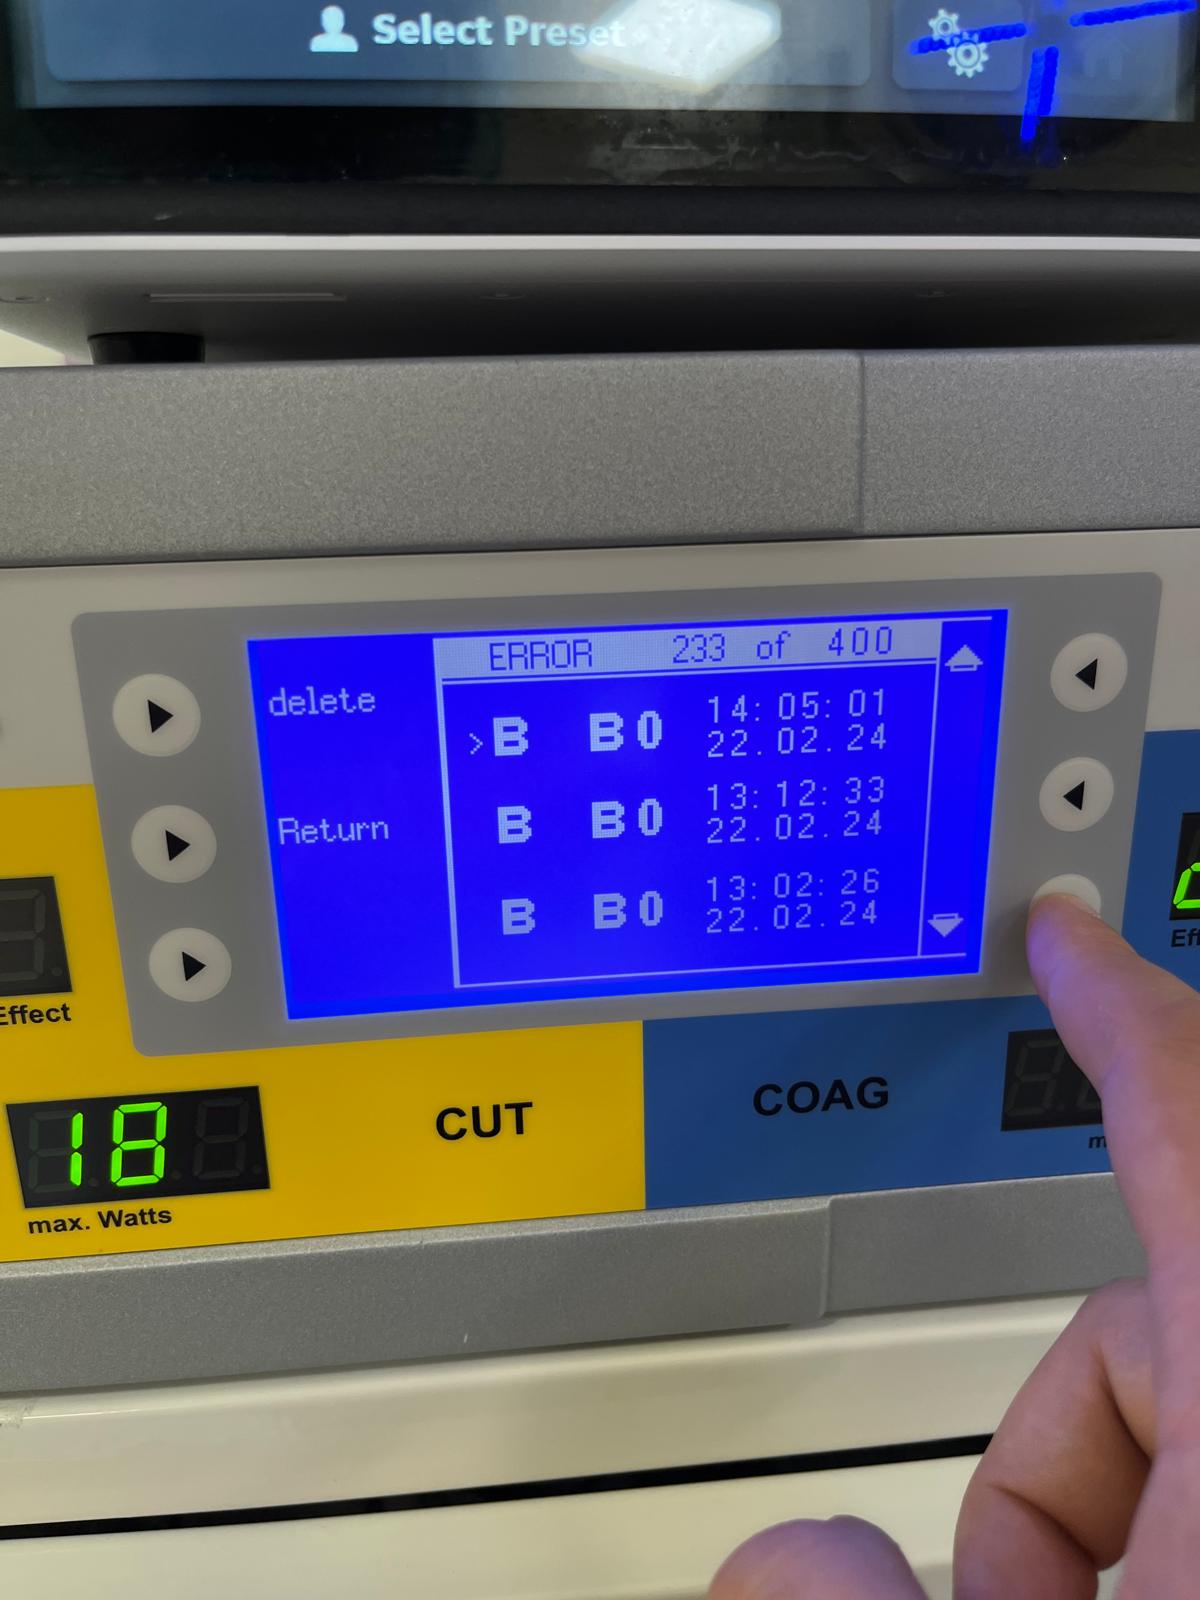 Select Preset
delete
Return
ERROR 233 of 400
>B B0 14:05:01
22.02.24
B B0 13:12:33
22.02.24
B B0 13:02:26
22.02.24
Effect
18
max. Watts
CUT
COAG